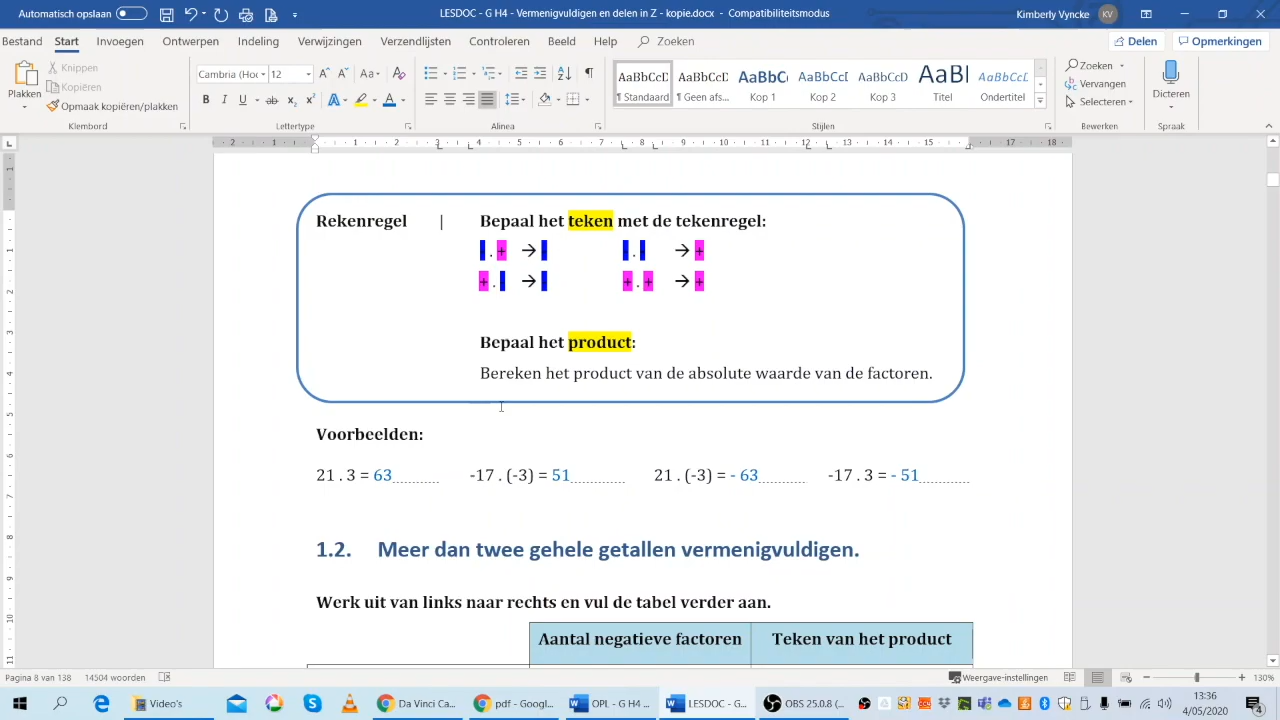 Automatisch opslaan
LESDOC - G H4 - Vermenigvuldigen en delen in Z - kopie.docx - Compatibiliteitsmodus
Kimberly Vyncke KV
Bestand Start Invoegen Ontwerpen Indeling Verwijzingen Verzendlijsten Controleren Beeld Help Zoeken
Delen Opmerkingen
Plakken
Knippen
Kopiëren
Opmaak kopiëren/plakken
Klembord
Cambria (Hoo 12
Lettertype
Alinea
AaBbCcD ¶ Standaard
¶ Geen afs...
Kop 1
Kop 2
Kop 3
Titel
Ondertitel
Stijlen
Zoeken
Vervangen
Selecteren
Bewerken
Dicteren
Spraak
Rekenregel | Bepaal het teken met de tekenregel:
- . + → - - . - → +
+ . - → - + . + → +
Bepaal het product:
Bereken het product van de absolute waarde van de factoren.
Voorbeelden:
21 . 3 = 63 -17 . (-3) = 51 21 . (-3) = - 63 -17 . 3 = - 51
1.2. Meer dan twee gehele getallen vermenigvuldigen.
Werk uit van links naar rechts en vul de tabel verder aan.
Aantal negatieve factoren Teken van het product
Pagina 8 van 138 14504 woorden Weergave-instellingen 130%
Video's Da Vinci Ca... pdf - Googl... OPL - G H4 ... LESDOC - G... OBS 25.0.8 (... 13:36
4/05/2020
4